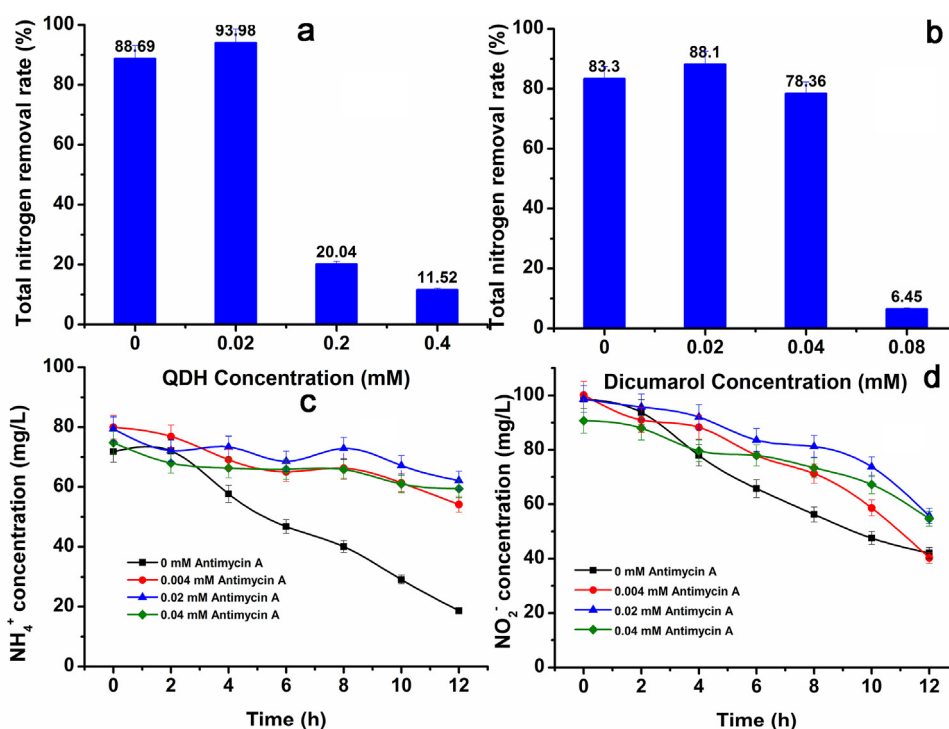 a
Total nitrogen removal rate (%)
100
80
60
40
20
0
88.69
93.98
20.04
11.52
0
0.02
0.2
0.4
QDH Concentration (mM)
b
Total nitrogen removal rate (%)
100
80
60
40
20
0
83.3
88.1
78.36
6.45
0
0.02
0.04
0.08
Dicumarol Concentration (mM)
c
NH₄⁺ concentration (mg/L)
100
80
60
40
20
0
0 mM Antimycin A
0.004 mM Antimycin A
0.02 mM Antimycin A
0.04 mM Antimycin A
0
2
4
6
8
10
12
Time (h)
d
NO₂⁻ concentration (mg/L)
100
80
60
40
20
0
0 mM Antimycin A
0.004 mM Antimycin A
0.02 mM Antimycin A
0.04 mM Antimycin A
0
2
4
6
8
10
12
Time (h)